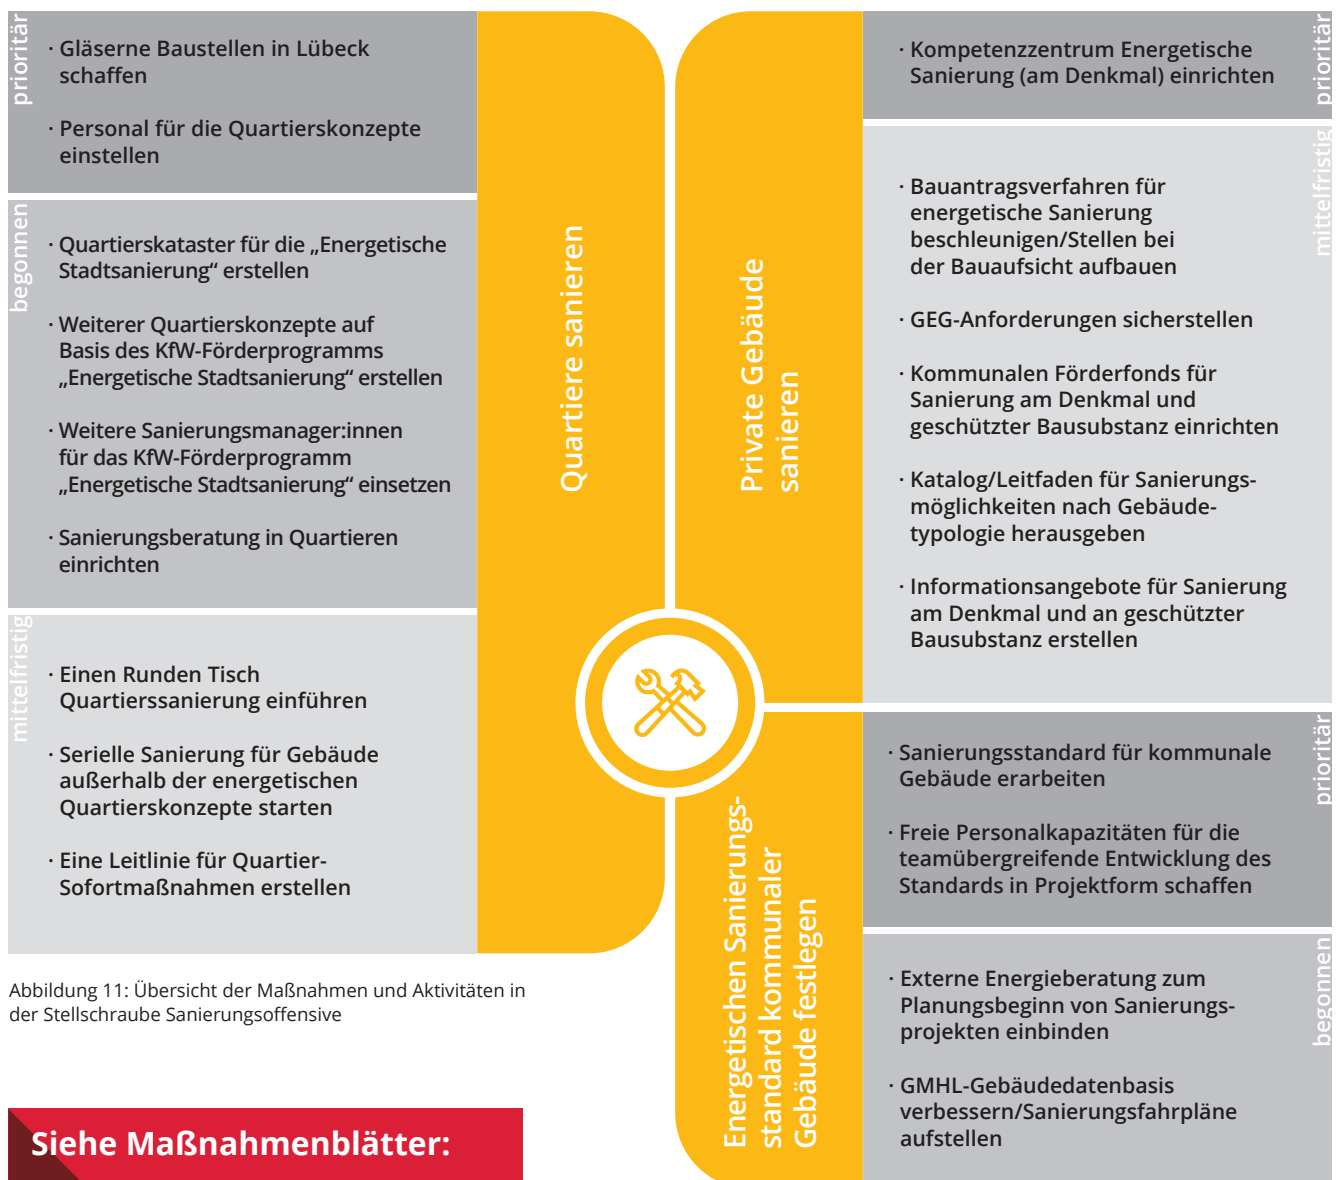 prioritär
· Gläserne Baustellen in Lübeck
schaffen
· Personal für die Quartierskonzepte
einstellen
begonnen
· Quartierskataster für die „Energetische
Stadtsanierung“ erstellen
· Weiterer Quartierskonzepte auf
Basis des KfW-Förderprogramms
„Energetische Stadtsanierung“ erstellen
· Weitere Sanierungsmanager:innen
für das KfW-Förderprogramm
„Energetische Stadtsanierung“ einsetzen
· Sanierungsberatung in Quartieren
einrichten
mittelfristig
· Einen Runden Tisch
Quartierssanierung einführen
· Serielle Sanierung für Gebäude
außerhalb der energetischen
Quartierskonzepte starten
· Eine Leitlinie für Quartier-
Sofortmaßnahmen erstellen
Quartiere sanieren
Private Gebäude
sanieren
prioritär
· Kompetenzzentrum Energetische
Sanierung (am Denkmal) einrichten
mittelfristig
· Bauantragsverfahren für
energetische Sanierung
beschleunigen/Stellen bei
der Bauaufsicht aufbauen
· GEG-Anforderungen sicherstellen
· Kommunalen Förderfonds für
Sanierung am Denkmal und
geschützter Bausubstanz einrichten
· Katalog/Leitfaden für Sanierungs-
möglichkeiten nach Gebäude-
typologie herausgeben
· Informationsangebote für Sanierung
am Denkmal und an geschützter
Bausubstanz erstellen
Energetischen Sanierungs-
standard kommunaler
Gebäude festlegen
prioritär
· Sanierungsstandard für kommunale
Gebäude erarbeiten
· Freie Personalkapazitäten für die
teamübergreifende Entwicklung des
Standards in Projektform schaffen
begonnen
· Externe Energieberatung zum
Planungsbeginn von Sanierungs-
projekten einbinden
· GMHL-Gebäudedatenbasis
verbessern/Sanierungsfahrpläne
aufstellen
Abbildung 11: Übersicht der Maßnahmen und Aktivitäten in
der Stellschraube Sanierungsoffensive
Siehe Maßnahmenblätter: